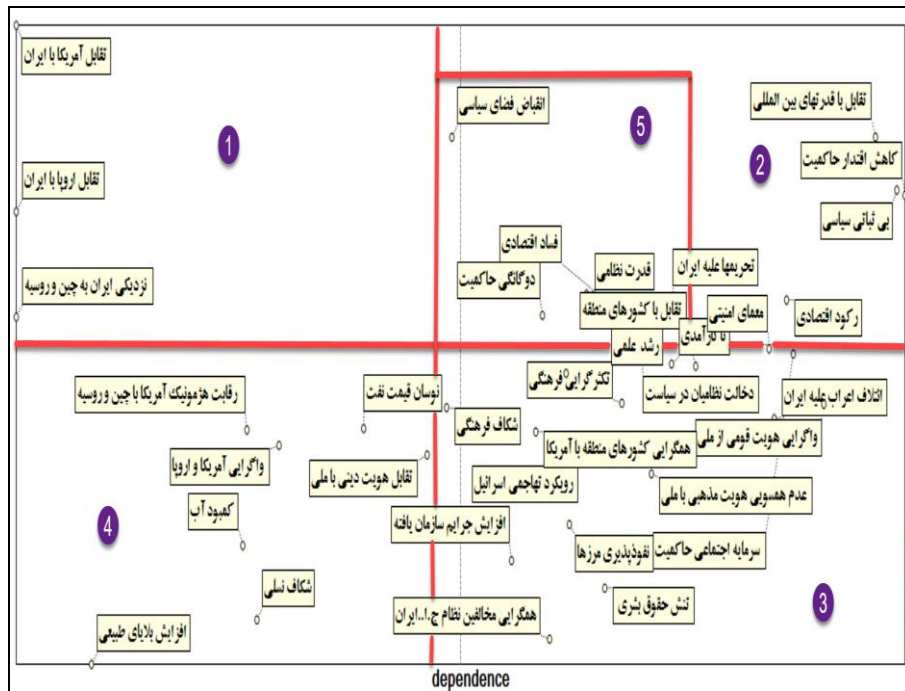 تقابل آمریکا با ایران
انقباض فضای سیاسی
تقابل با قدرتهای بین المللی
5
1
کاهش اقتدار حاکمیت
2
تقابل اروپا با ایران
بی ثباتی سیاسی
فساد اقتصادی
تحریمها علیه ایران
قدرت نظامی
دوگانگی حاکمیت
نزدیکی ایران به چین و روسیه
تقابل با کشورهای منطقه
معمای امنیتی
رکود اقتصادی
رشد علمی
تکثرگرایی فرهنگی
دخالت نظامیان در سیاست
ائتلاف اعراب علیه ایران
رقابت هژمونیک آمریکا با چین و روسیه
نوسان قیمت نفت
شکاف فرهنگی
واگرایی هویت قومی از ملی
همگرایی کشورهای منطقه با آمریکا
واگرایی آمریکا و اروپا
تقابل هویت دینی با ملی
رویکرد تهاجمی اسرائیل
عدم همسویی هویت مذهبی با ملی
کمبود آب
4
افزایش جرایم سازمان یافته
نفوذپذیری مرزها
سرمایه اجتماعی حاکمیت
شکاف نسلی
تنش حقوق بشری
3
همگرایی مخالفین نظام ج.ا..ایران
افزایش بلایای طبیعی
dependence